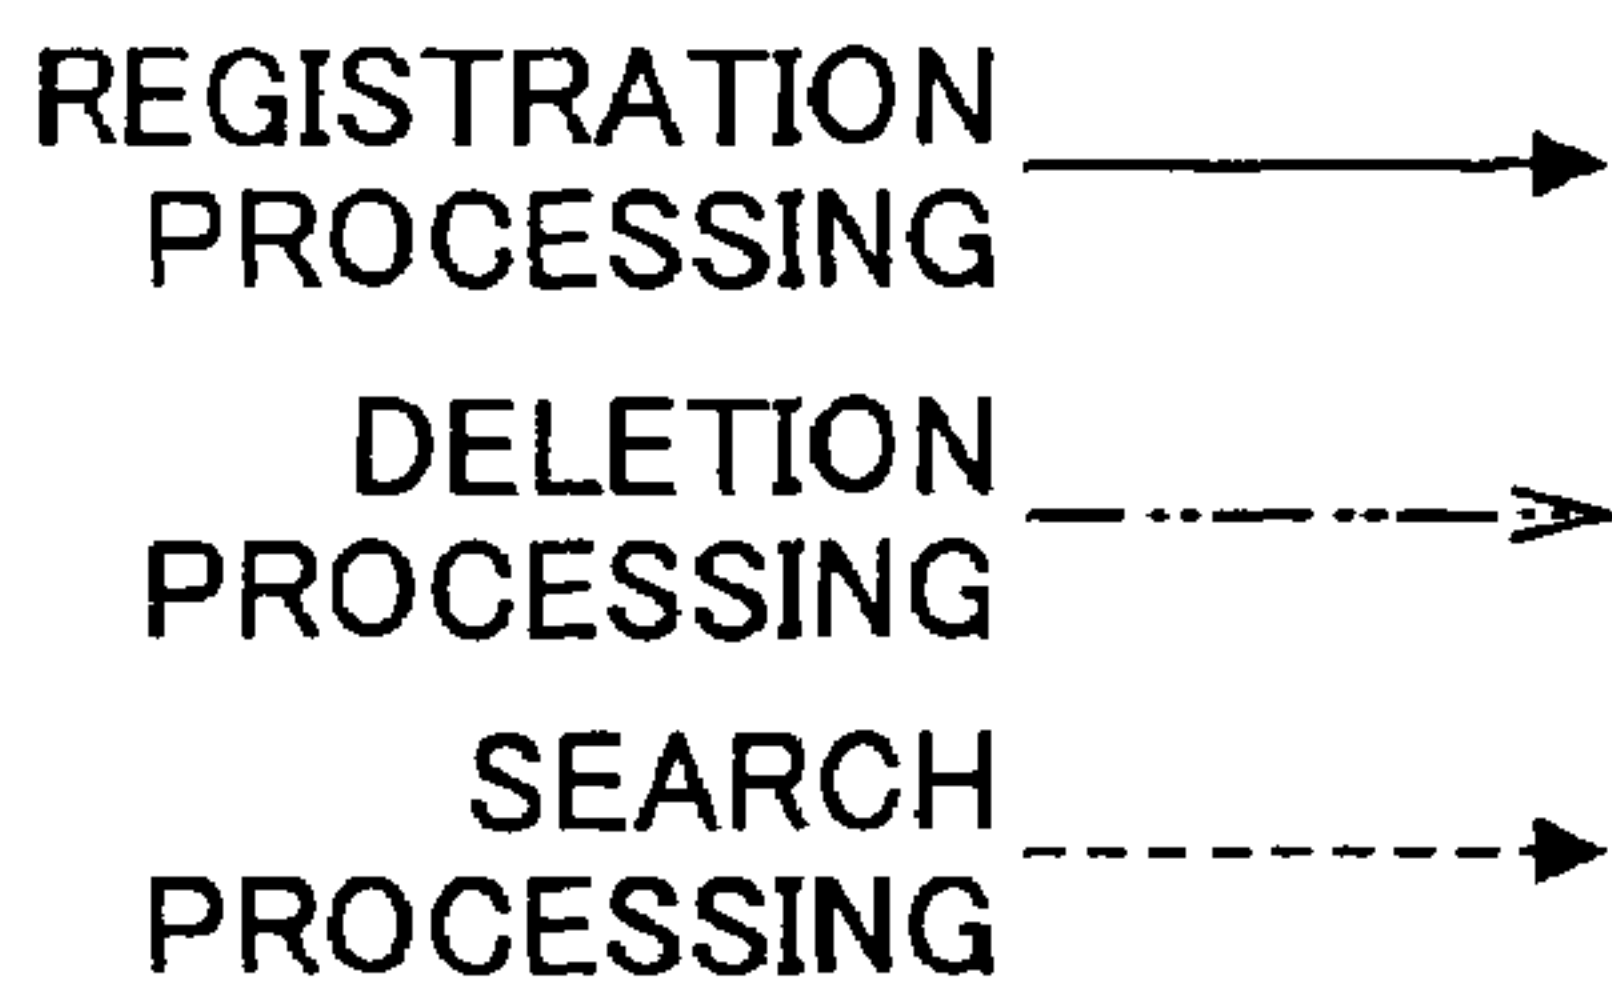 REGISTRATION
PROCESSING
DELETION
PROCESSING
SEARCH
PROCESSING